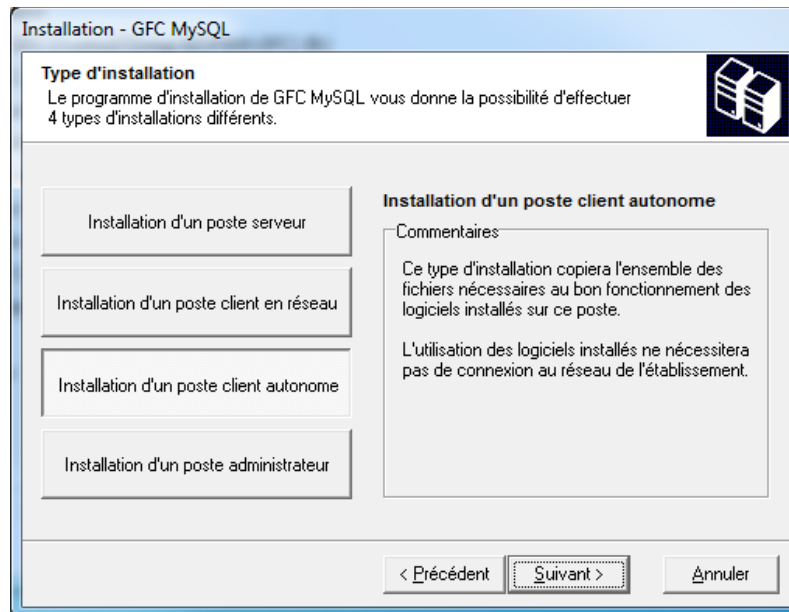 Installation - GFC MySQL
Type d'installation
Le programme d'installation de GFC MySQL vous donne la possibilité d'effectuer
4 types d'installations différents.
Installation d'un poste serveur
Installation d'un poste client en réseau
Installation d'un poste client autonome
Installation d'un poste administrateur
Installation d'un poste client autonome
Commentaires
Ce type d'installation copiera l'ensemble des
fichiers nécessaires au bon fonctionnement des
logiciels installés sur ce poste.
L'utilisation des logiciels installés ne nécessitera
pas de connexion au réseau de l'établissement.
< Précédent
Suivant >
Annuler